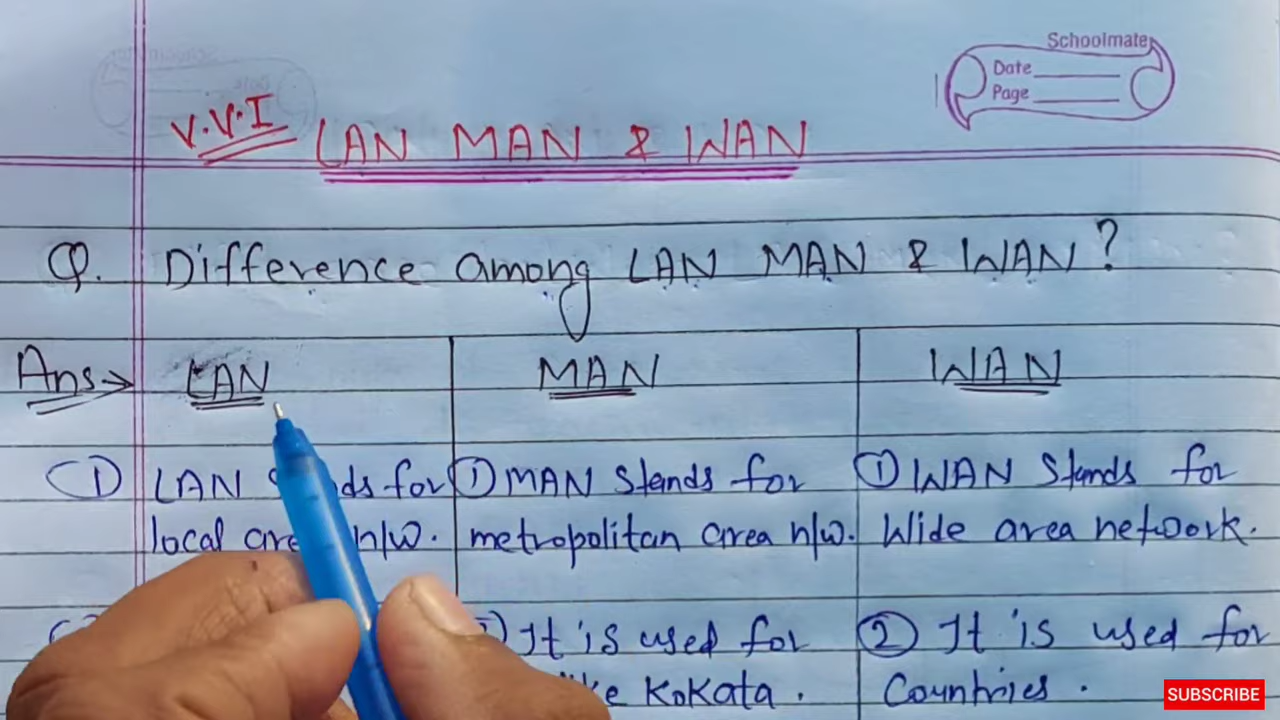 Schoolmate
Date
Page
V.V.I LAN MAN & WAN
Q. Difference among LAN MAN & WAN?
Ans→ LAN MAN WAN
① LAN for ① MAN stands for ① WAN Stands for
local n/w. metropolitan area n/w. Wide area network.
It is used for ② It is used for
KoKata. Countries.
SUBSCRIBE